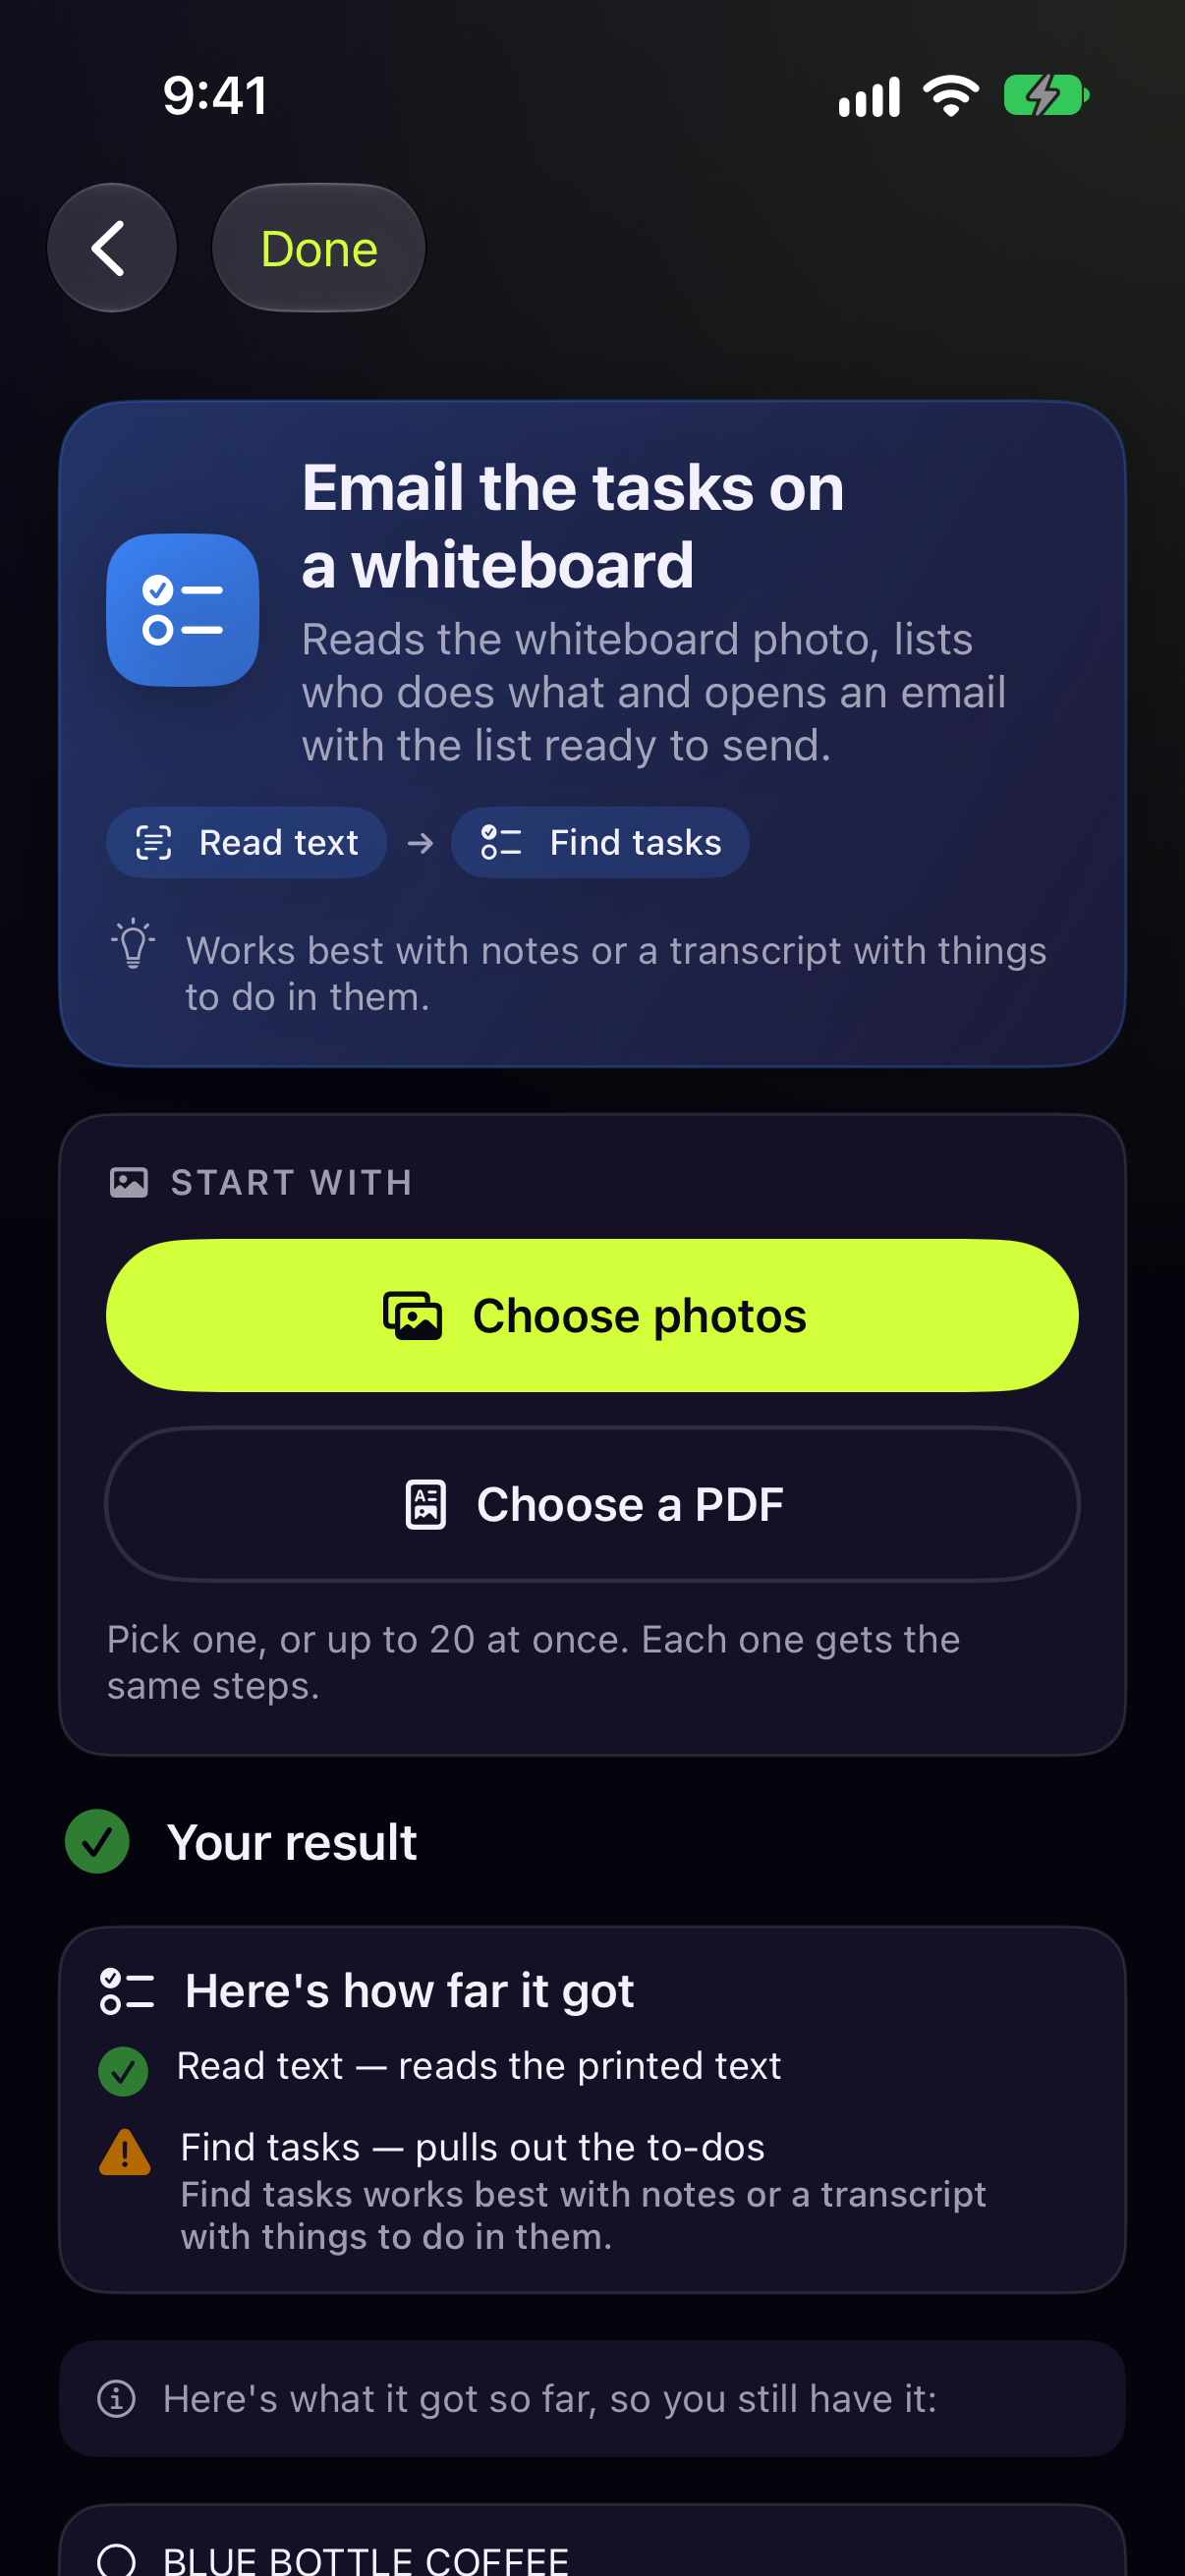 9:41
Done
Email the tasks on
a whiteboard
Reads the whiteboard photo, lists
who does what and opens an email
with the list ready to send.
Read text → Find tasks
Works best with notes or a transcript with things
to do in them.
START WITH
Choose photos
Choose a PDF
Pick one, or up to 20 at once. Each one gets the
same steps.
Your result
Here's how far it got
Read text — reads the printed text
Find tasks — pulls out the to-dos
Find tasks works best with notes or a transcript
with things to do in them.
Here's what it got so far, so you still have it:
BLUE BOTTLE COFFEE